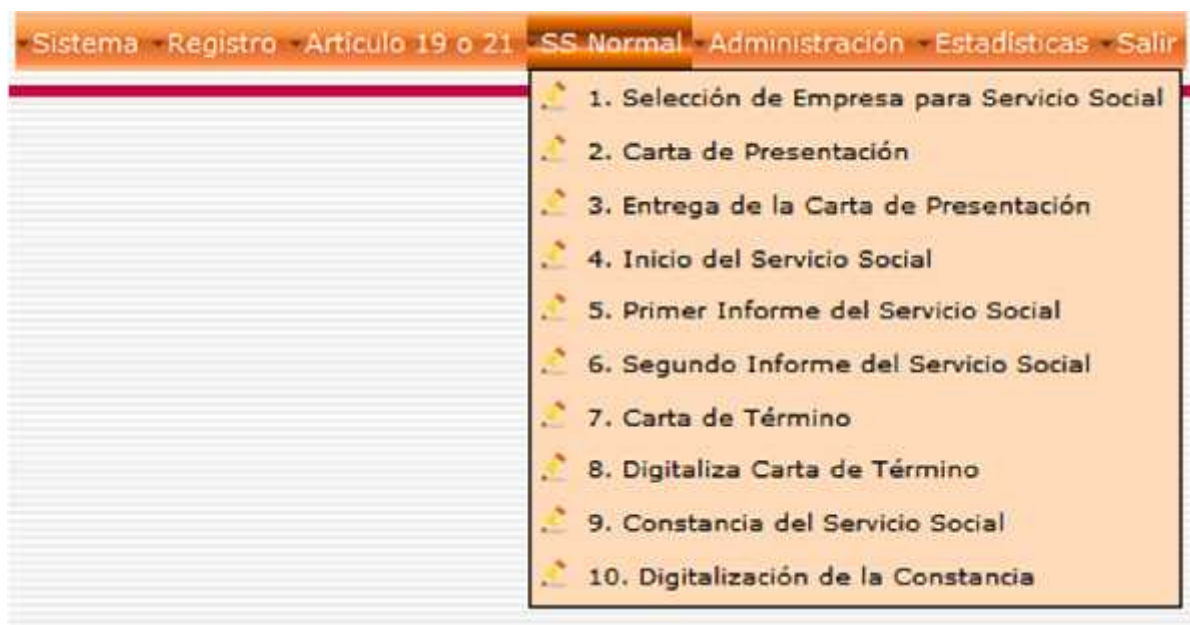 Sistema Registro Artículo 19 o 21 SS Normal Administración Estadísticas Salir
1. Selección de Empresa para Servicio Social
2. Carta de Presentación
3. Entrega de la Carta de Presentación
4. Inicio del Servicio Social
5. Primer Informe del Servicio Social
6. Segundo Informe del Servicio Social
7. Carta de Término
8. Digitaliza Carta de Término
9. Constancia del Servicio Social
10. Digitalización de la Constancia